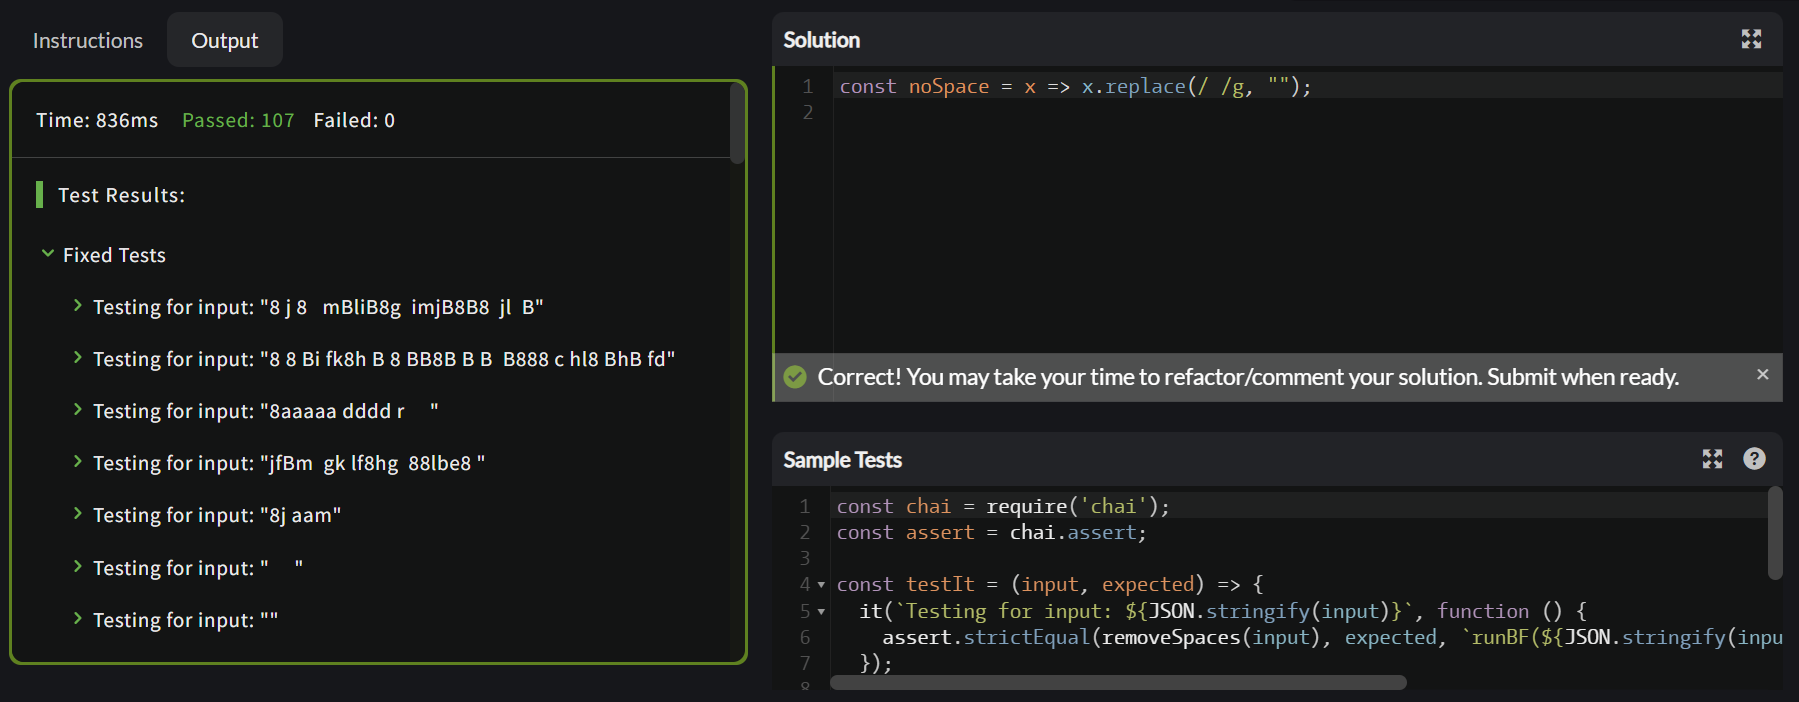 Instructions
Output
Time: 836ms Passed: 107 Failed: 0
Test Results:
Fixed Tests
Testing for input: "8 j 8   mBliB8g  imjB8B8  jl  B"
Testing for input: "8 8 Bi fk8h B 8 BB8B B B  B888 c hl8 BhB fd"
Testing for input: "8aaaaa dddd r     "
Testing for input: "jfBm  gk lf8hg  88lbe8 "
Testing for input: "8j aam"
Testing for input: "     "
Testing for input: ""
Solution
1 const noSpace = x => x.replace(/ /g, "");
2
Correct! You may take your time to refactor/comment your solution. Submit when ready.
Sample Tests
1 const chai = require('chai');
2 const assert = chai.assert;
3
4 const testIt = (input, expected) => {
5   it(`Testing for input: ${JSON.stringify(input)}`, function () {
6     assert.strictEqual(removeSpaces(input), expected, `runBF(${JSON.stringify(inpu
7   });
8